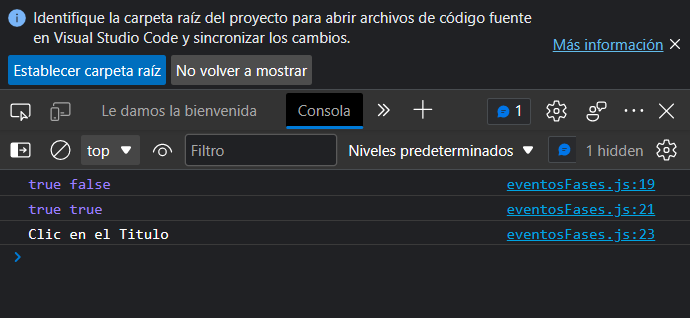 Identifique la carpeta raíz del proyecto para abrir archivos de código fuente
en Visual Studio Code y sincronizar los cambios.
Más información
Establecer carpeta raíz No volver a mostrar
Le damos la bienvenida Consola 1
top Filtro Niveles predeterminados 1 hidden
true false eventosFases.js:19
true true eventosFases.js:21
Clic en el Titulo eventosFases.js:23